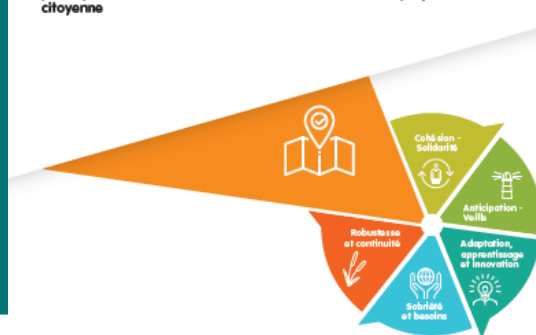 citoyenne
Cohésion -
Solidarité
Anticipation -
Veille
Adaptation,
apprentissage
et innovation
Sobriété
et besoins
Robustesse
et continuité